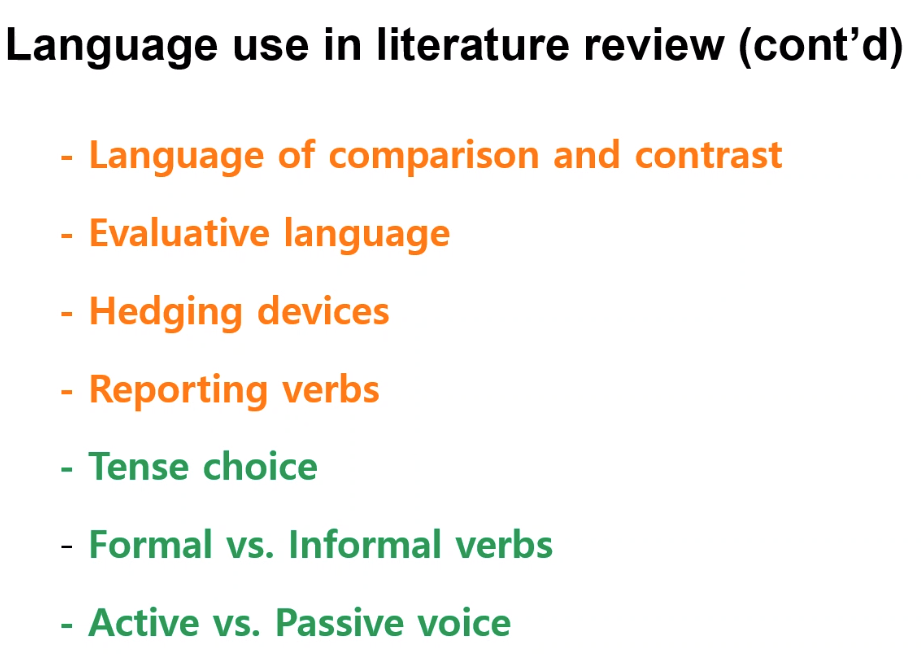 Language use in literature review (cont’d)
- Language of comparison and contrast
- Evaluative language
- Hedging devices
- Reporting verbs
- Tense choice
- Formal vs. Informal verbs
- Active vs. Passive voice